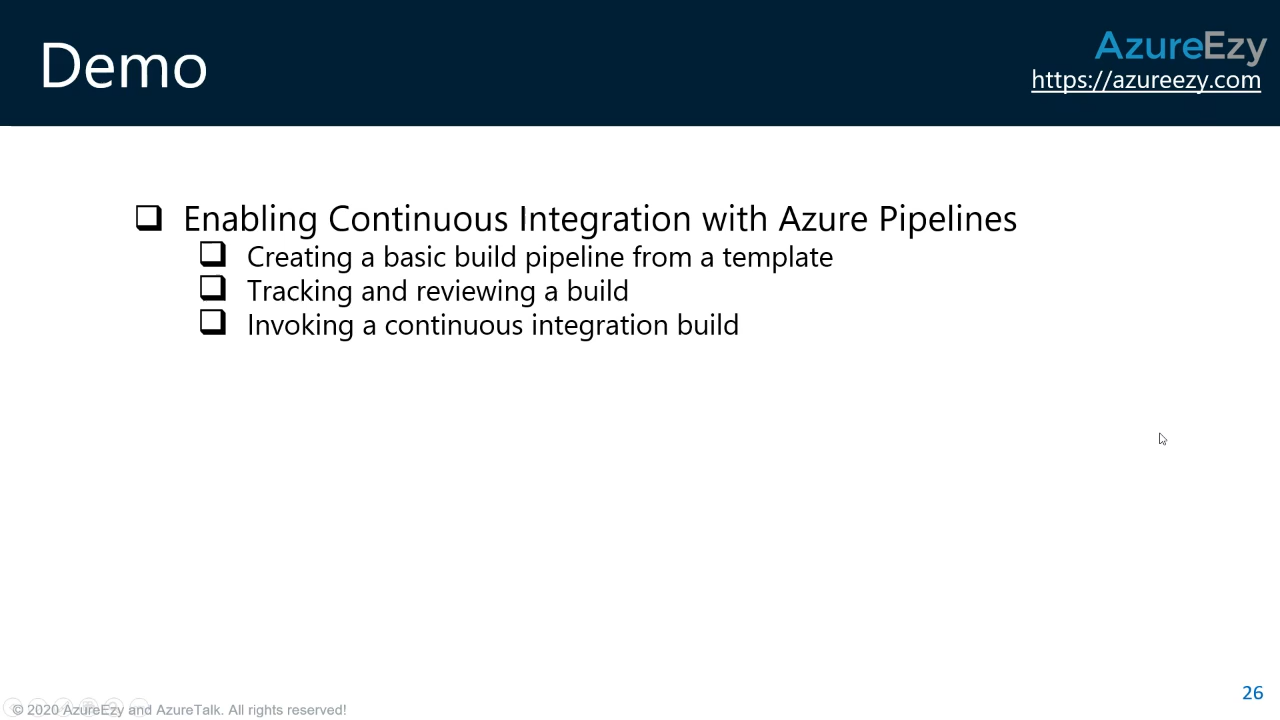 Demo
AzureEzy
https://azureezy.com
Enabling Continuous Integration with Azure Pipelines
Creating a basic build pipeline from a template
Tracking and reviewing a build
Invoking a continuous integration build
26
© 2020 AzureEzy and AzureTalk. All rights reserved!